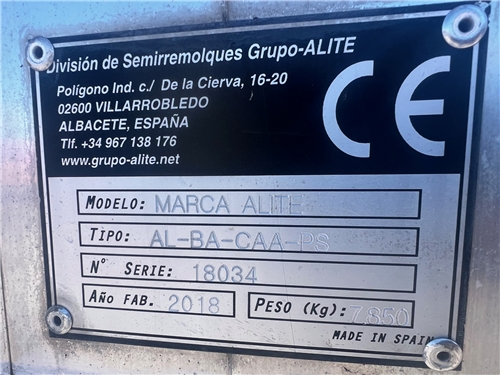 División de Semirremolques Grupo-ALITE
Polígono Ind. c/ De la Cierva, 16-20
02600 VILLARROBLEDO
ALBACETE, ESPAÑA
Tlf. +34 967 138 176
www.grupo-alite.net
CE
MODELO: MARCA ALITE
TIPO: AL-BA-CAA-PS
Nº SERIE: 18034
AÑO FAB. 2018 PESO (Kg): 7.850
MADE IN SPAIN